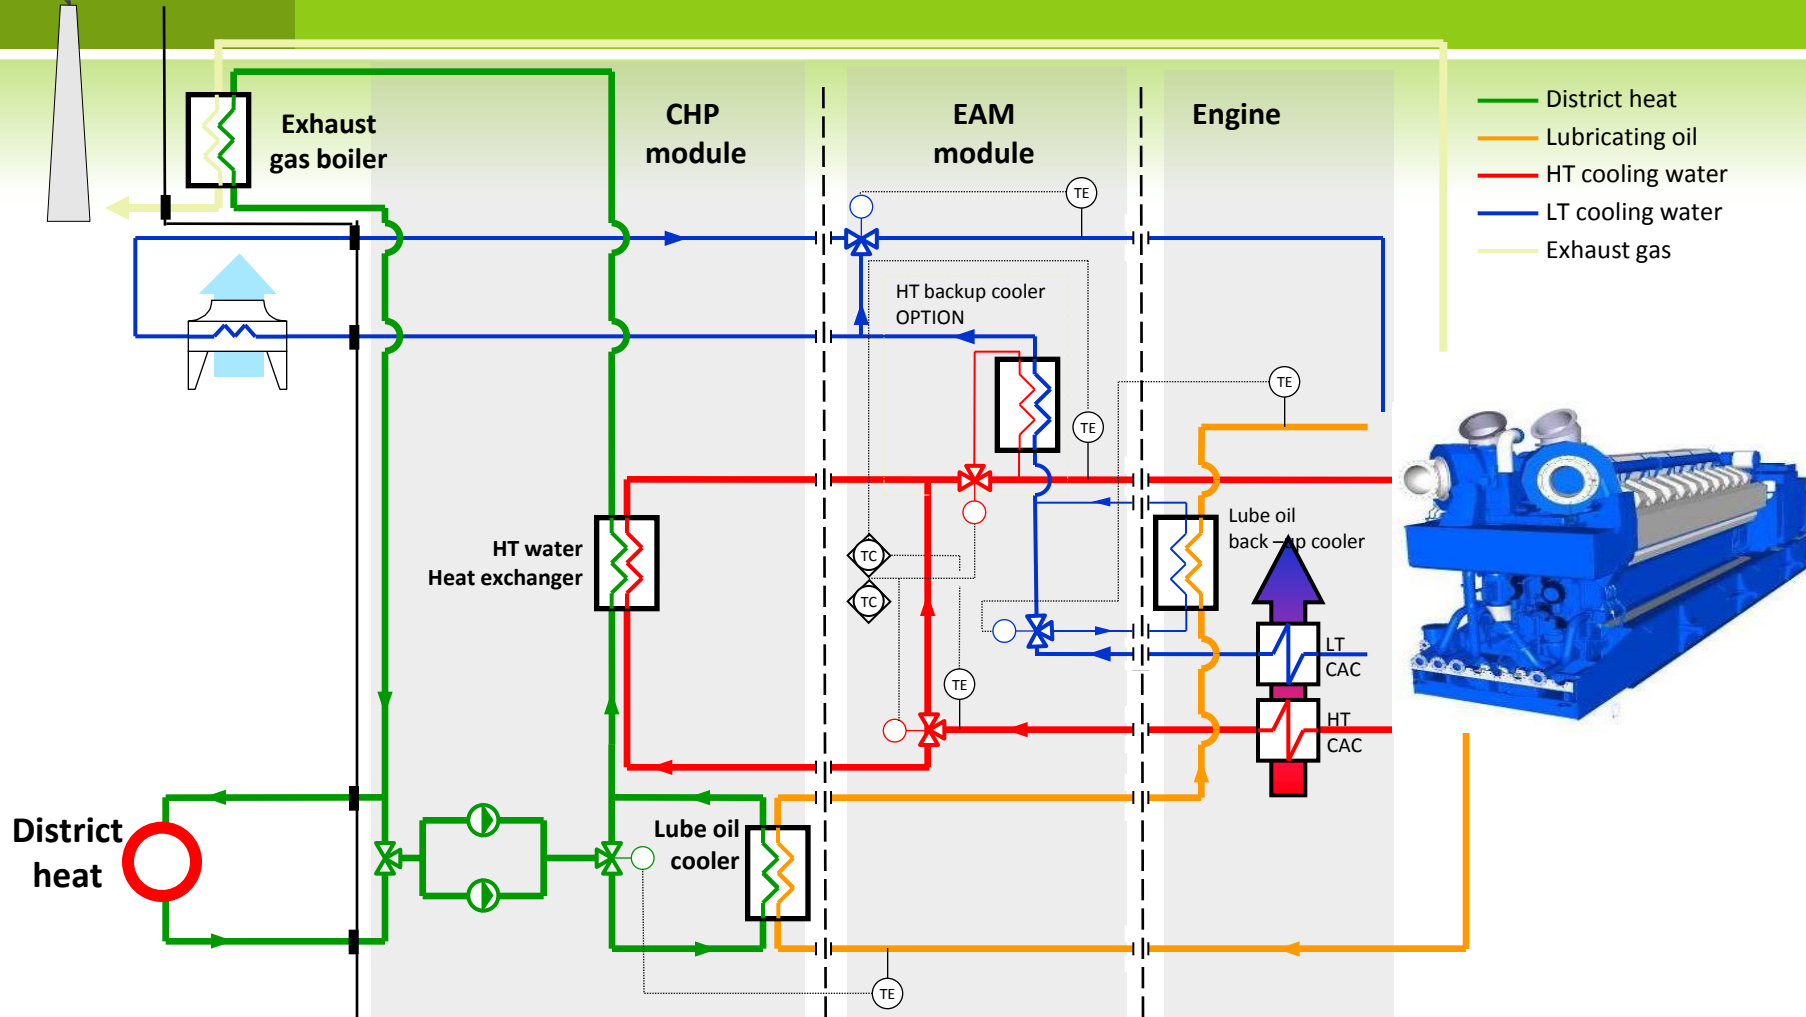 Exhaust
gas boiler
CHP
module
EAM
module
Engine
District heat
Lubricating oil
HT cooling water
LT cooling water
Exhaust gas
TE
HT backup cooler
OPTION
TE
TE
Lube oil
back –up cooler
HT water
Heat exchanger
TC
TC
LT
CAC
TE
HT
CAC
District
heat
Lube oil
cooler
TE